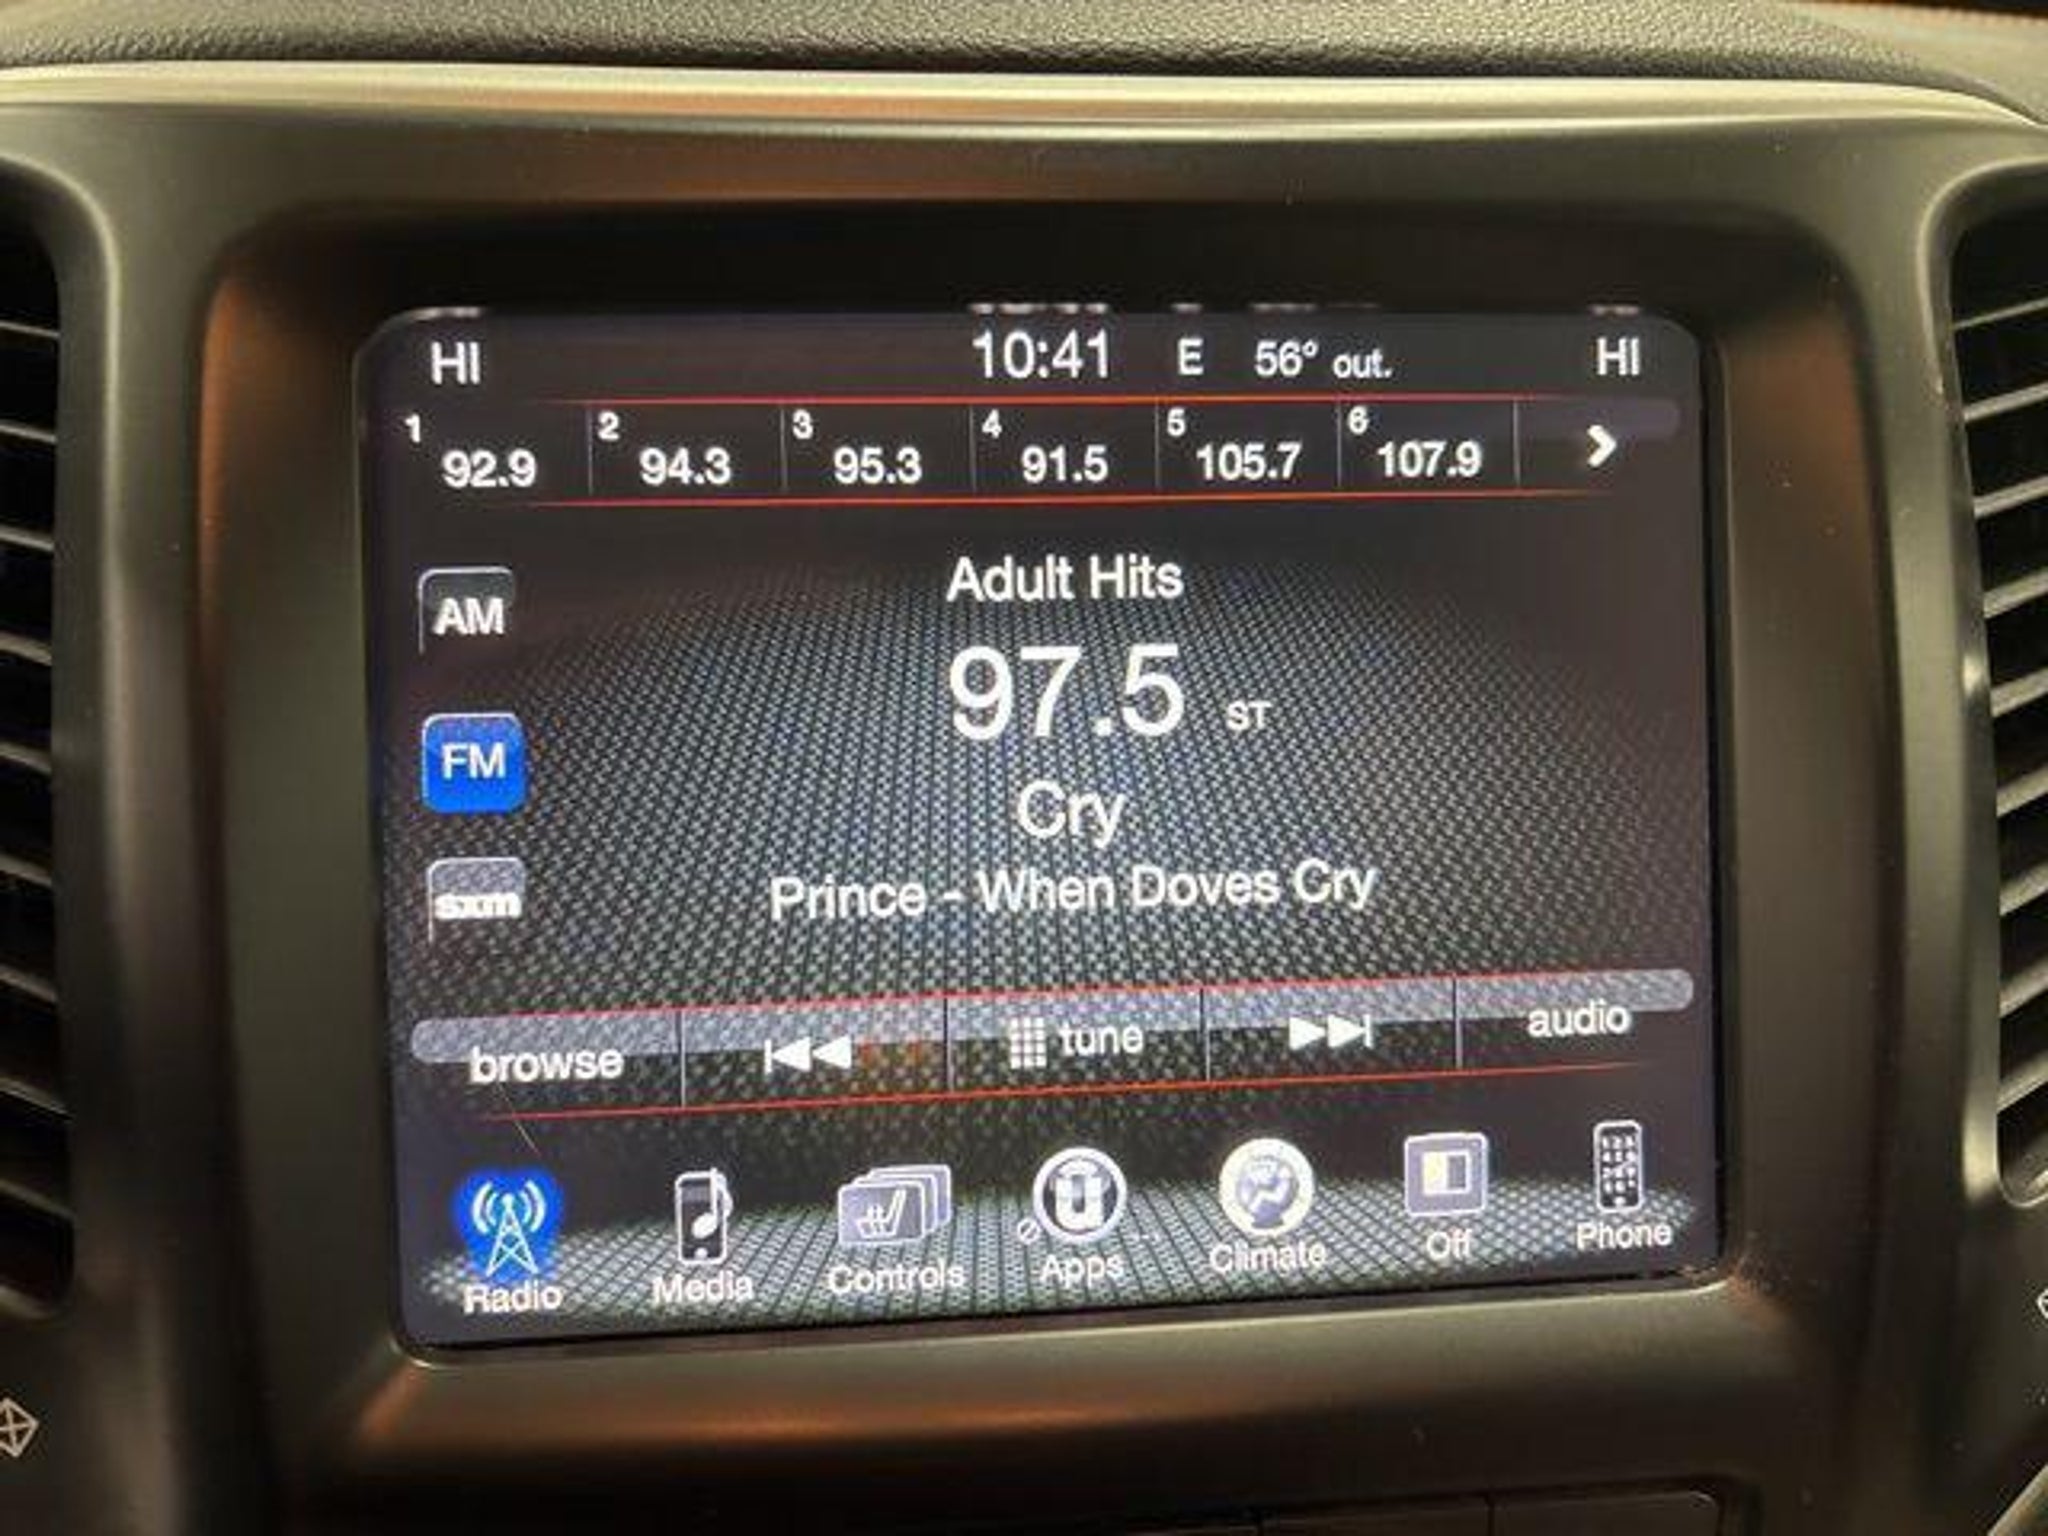 HI 10:41 E 56° out. HI
1 92.9 2 94.3 3 95.3 4 91.5 5 105.7 6 107.9
Adult Hits
AM
97.5 ST
FM
Cry
Prince - When Doves Cry
sxm
browse tune audio
Radio Media Controls Apps Climate Off Phone